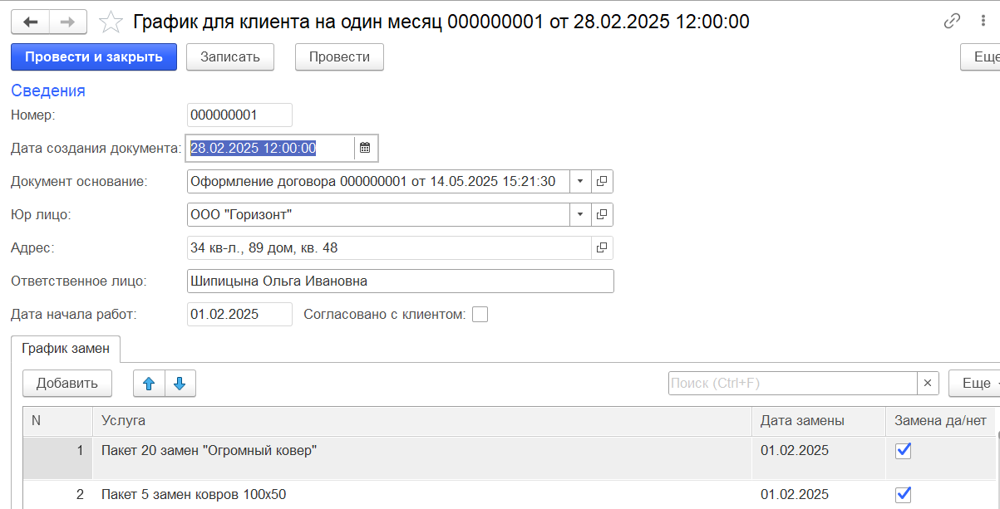 График для клиента на один месяц 000000001 от 28.02.2025 12:00:00
Провести и закрыть Записать Провести Еще
Сведения
Номер: 000000001
Дата создания документа: 28.02.2025 12:00:00
Документ основание: Оформление договора 000000001 от 14.05.2025 15:21:30
Юр лицо: ООО "Горизонт"
Адрес: 34 кв-л., 89 дом, кв. 48
Ответственное лицо: Шипицына Ольга Ивановна
Дата начала работ: 01.02.2025 Согласовано с клиентом:
График замен
Добавить Поиск (Ctrl+F) × Еще
N Услуга Дата замены Замена да/нет
1 Пакет 20 замен "Огромный ковер" 01.02.2025
2 Пакет 5 замен ковров 100х50 01.02.2025